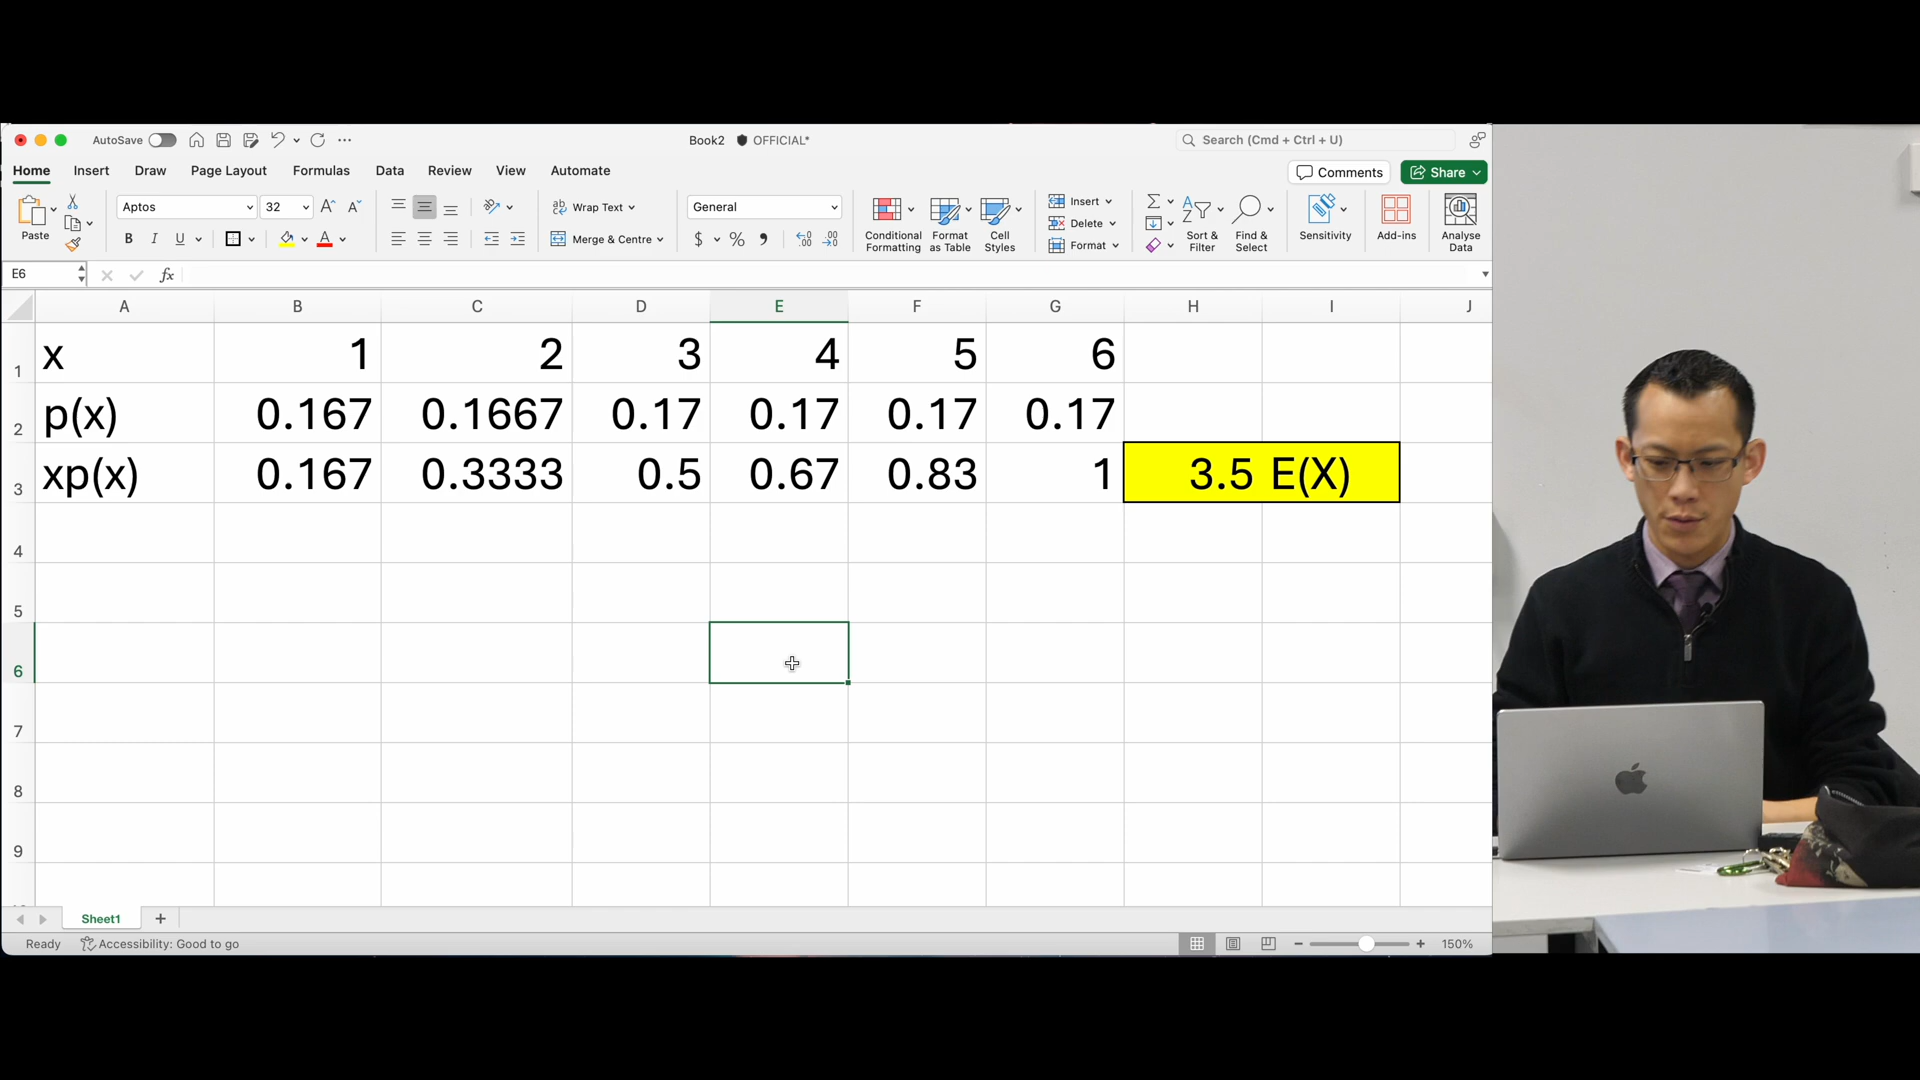 AutoSave
Book2 OFFICIAL*
Search (Cmd + Ctrl + U)
Home Insert Draw Page Layout Formulas Data Review View Automate
Comments Share
Paste
Aptos 32
B I U
A A A
ab Wrap Text
Merge & Centre
General
$ % ,
Conditional Formatting
Format as Table
Cell Styles
Insert
Delete
Format
Sort & Filter
Find & Select
Sensitivity
Add-ins
Analyse Data
E6 fx
A B C D E F G H I J
1 x 1 2 3 4 5 6
2 p(x) 0.167 0.1667 0.17 0.17 0.17 0.17
3 xp(x) 0.167 0.3333 0.5 0.67 0.83 1 3.5 E(X)
4
5
6
7
8
9
Sheet1 +
Ready Accessibility: Good to go
150%